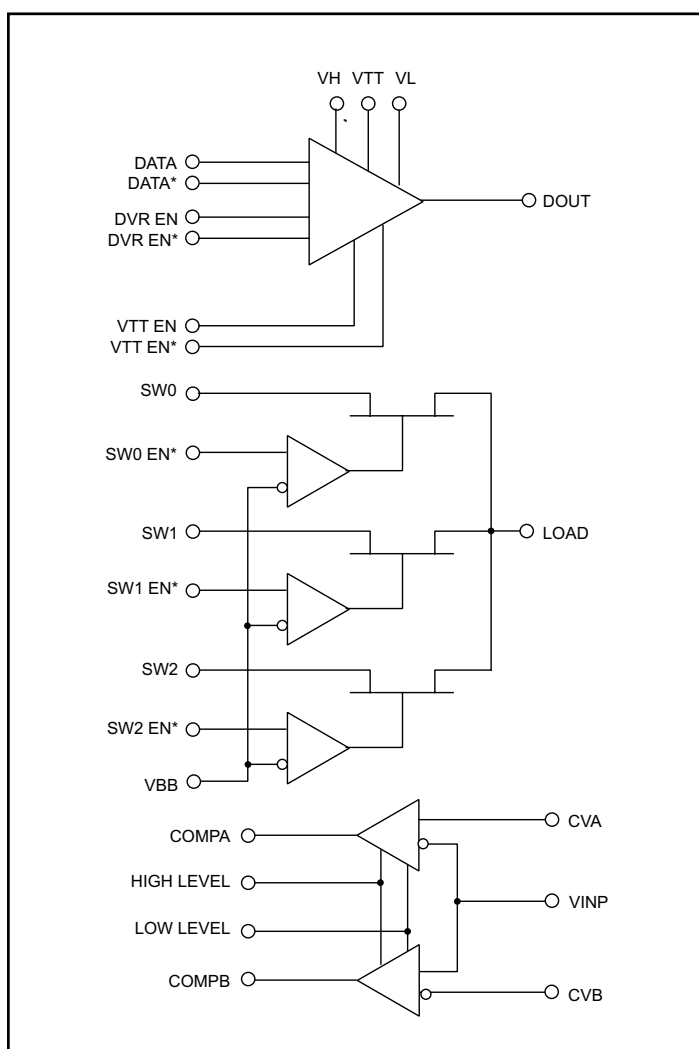 VH VTT VL
DATA
DATA*
DVR EN
DVR EN*
DOUT
VTT EN
VTT EN*
SW0
SW0 EN*
SW1
LOAD
SW1 EN*
SW2
SW2 EN*
VBB
COMPA
CVA
HIGH LEVEL
VINP
LOW LEVEL
COMPB
CVB